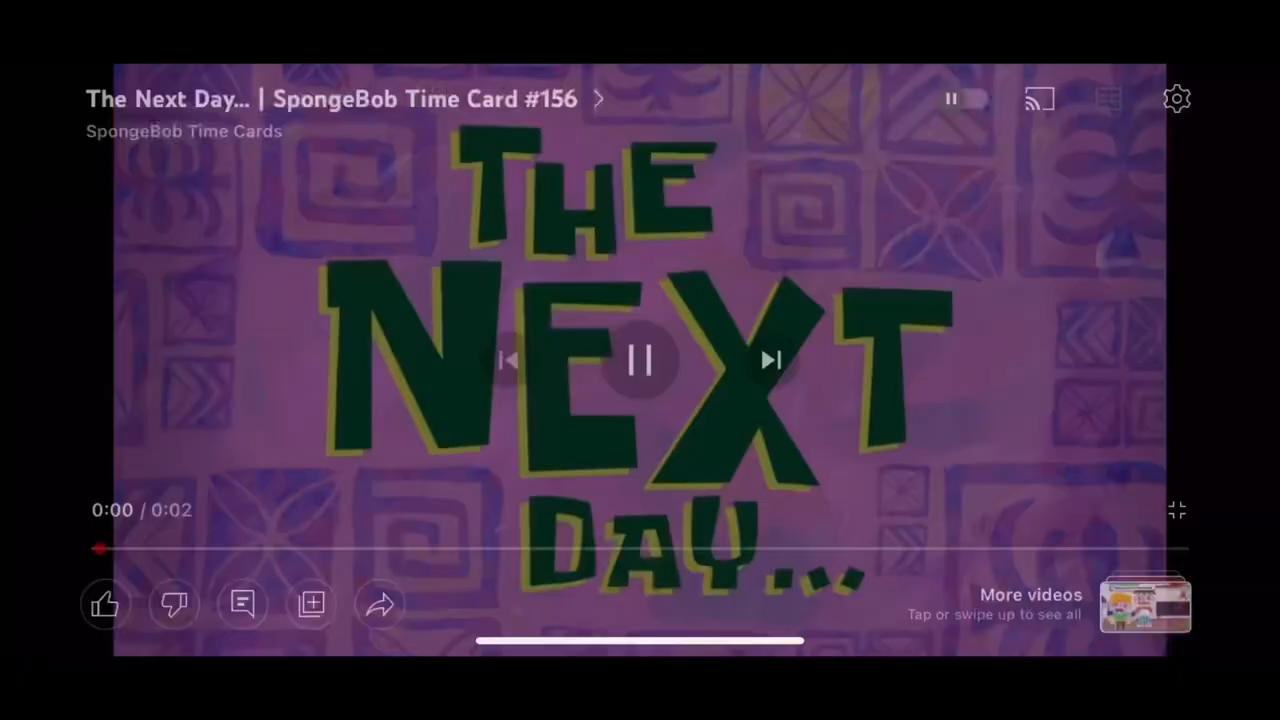 The Next Day... | SpongeBob Time Card #156
SpongeBob Time Cards
THE
NEXT
DAY...
0:00 / 0:02
More videos
Tap or swipe up to see all